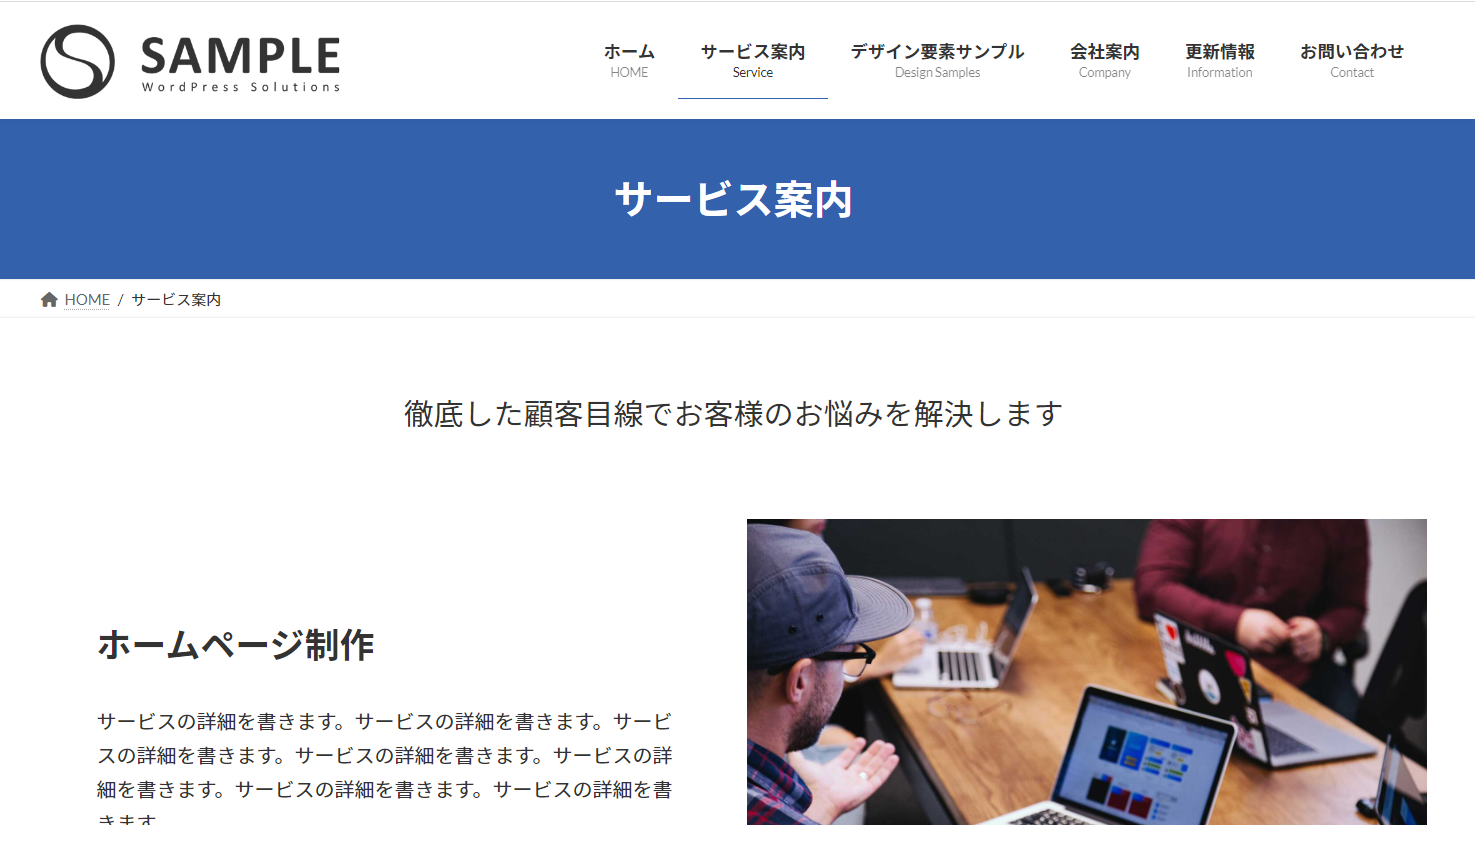 SAMPLE
WordPress Solutions
ホーム
HOME
サービス案内
Service
デザイン要素サンプル
Design Samples
会社案内
Company
更新情報
Information
お問い合わせ
Contact
サービス案内
HOME / サービス案内
徹底した顧客目線でお客様のお悩みを解決します
ホームページ制作
サービスの詳細を書きます。サービスの詳細を書きます。サービ
スの詳細を書きます。サービスの詳細を書きます。サービスの詳
細を書きます。サービスの詳細を書きます。サービスの詳細を書
きます。